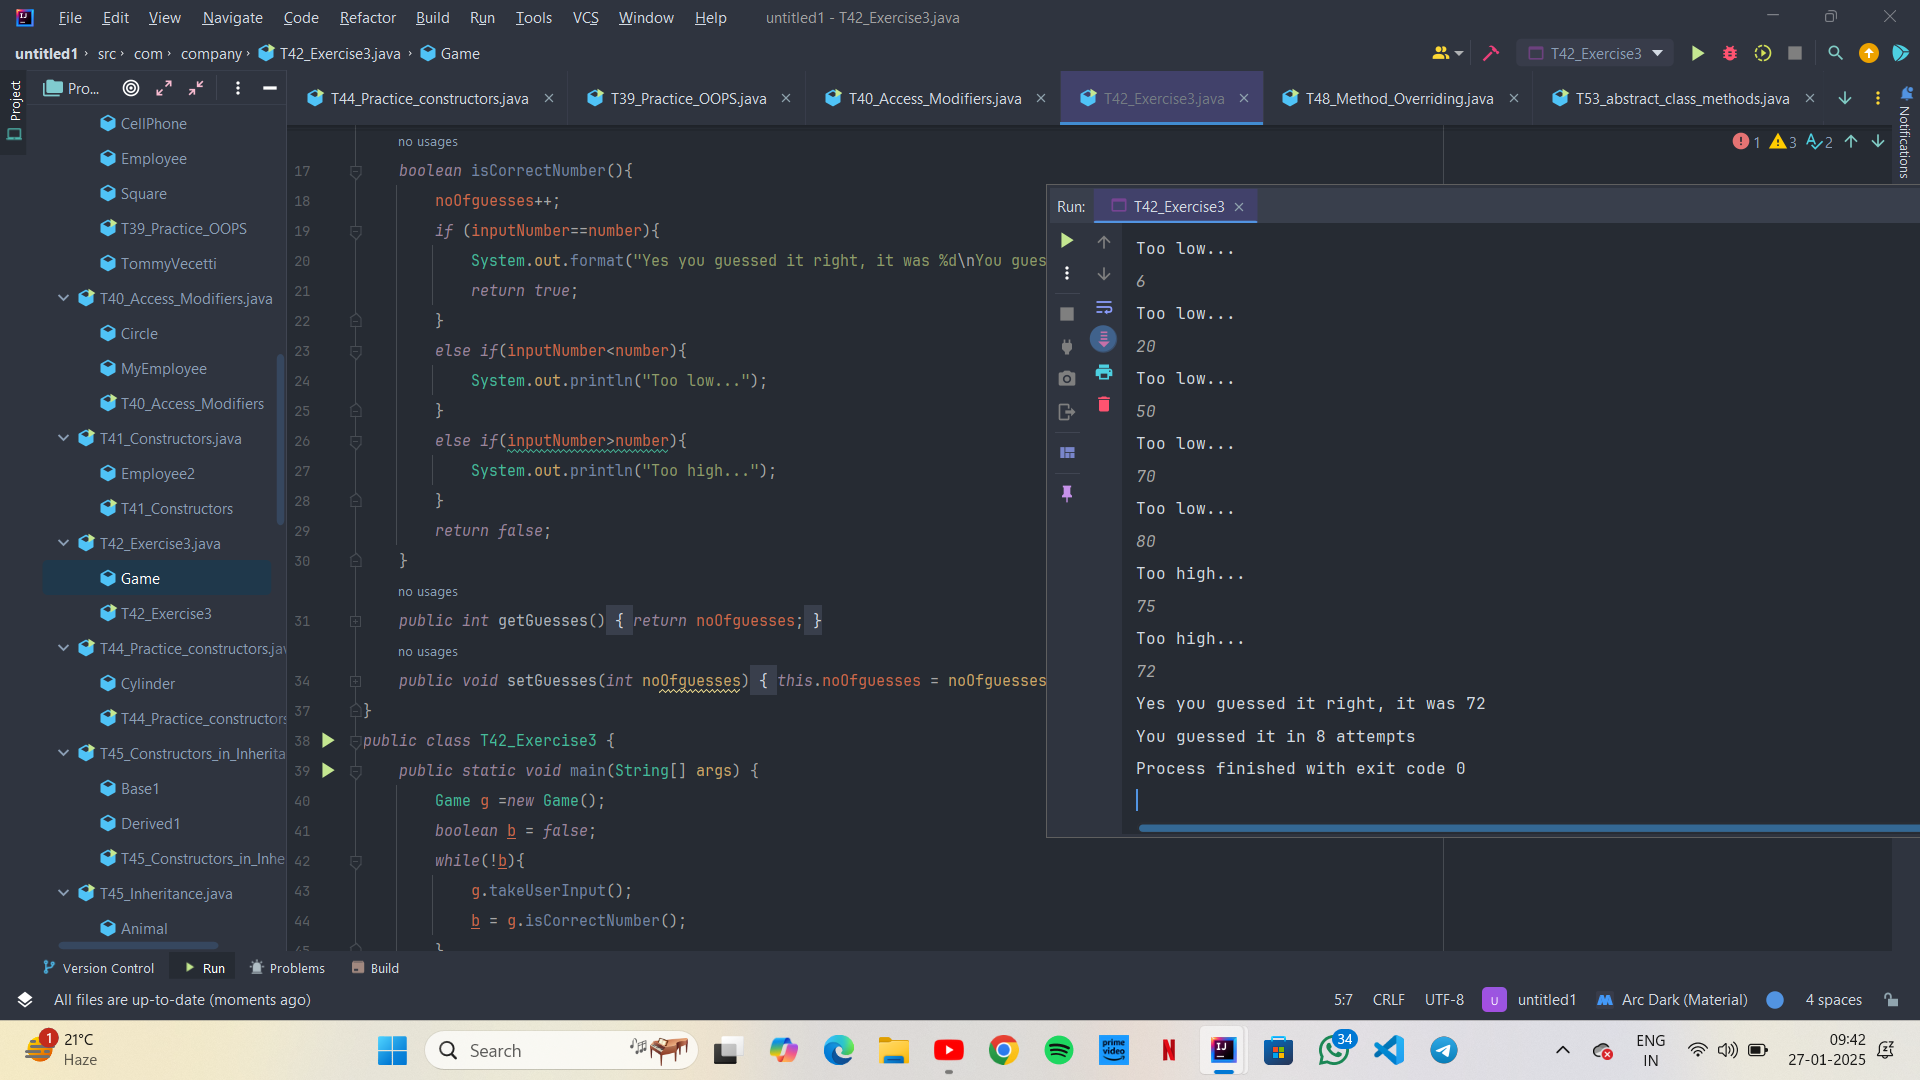 File Edit View Navigate Code Refactor Build Run Tools VCS Window Help untitled1 - T42_Exercise3.java
untitled1 › src › com › company › T42_Exercise3.java › Game
T42_Exercise3
Project
Pro...
T44_Practice_constructors.java
T39_Practice_OOPS.java
T40_Access_Modifiers.java
T42_Exercise3.java
T48_Method_Overriding.java
T53_abstract_class_methods.java
Notifications
1 3 2
CellPhone
Employee
Square
T39_Practice_OOPS
TommyVecetti
T40_Access_Modifiers.java
Circle
MyEmployee
T40_Access_Modifiers
T41_Constructors.java
Employee2
T41_Constructors
T42_Exercise3.java
Game
T42_Exercise3
T44_Practice_constructors.jav
Cylinder
T44_Practice_constructors
T45_Constructors_in_Inherita
Base1
Derived1
T45_Constructors_in_Inhe
T45_Inheritance.java
Animal
no usages
17 boolean isCorrectNumber(){
18 noOfguesses++;
19 if (inputNumber==number){
20 System.out.format("Yes you guessed it right, it was %d\nYou gues
21 return true;
22 }
23 else if(inputNumber<number){
24 System.out.println("Too low...");
25 }
26 else if(inputNumber>number){
27 System.out.println("Too high...");
28 }
29 return false;
30 }
no usages
31 public int getGuesses() { return noOfguesses; }
no usages
34 public void setGuesses(int noOfguesses) { this.noOfguesses = noOfguesses
37 }
38 public class T42_Exercise3 {
39 public static void main(String[] args) {
40 Game g =new Game();
41 boolean b = false;
42 while(!b){
43 g.takeUserInput();
44 b = g.isCorrectNumber();
45 }
Run: T42_Exercise3
Too low...
6
Too low...
20
Too low...
50
Too low...
70
Too low...
80
Too high...
75
Too high...
72
Yes you guessed it right, it was 72
You guessed it in 8 attempts
Process finished with exit code 0
Version Control Run Problems Build
All files are up-to-date (moments ago)
5:7 CRLF UTF-8 U untitled1 Arc Dark (Material) 4 spaces
1
21°C
Haze
Search
prime video
N
IJ
34
ENG
IN
09:42
27-01-2025